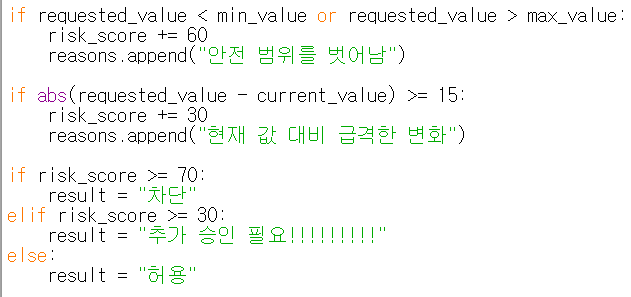 if requested_value < min_value or requested_value > max_value:
    risk_score += 60
    reasons.append("안전 범위를 벗어남")

if abs(requested_value - current_value) >= 15:
    risk_score += 30
    reasons.append("현재 값 대비 급격한 변화")

if risk_score >= 70:
    result = "차단"
elif risk_score >= 30:
    result = "추가 승인 필요!!!!!!!!!"
else:
    result = "허용"